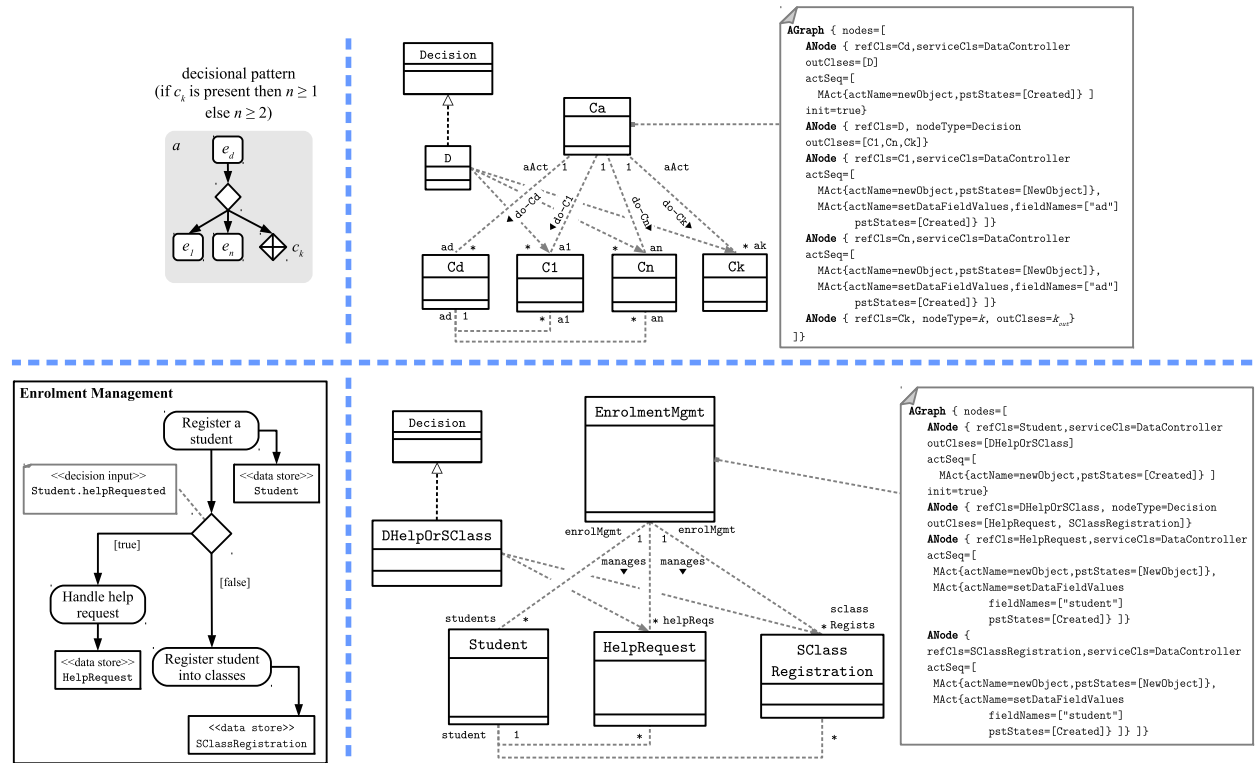 decisional pattern
(if ck is present then n ≥ 1
else n ≥ 2)
a
ed
e1
en
ck
Decision
D
Ca
aAct
1
1
1
aAct
do-Cd
do-C1
do-Cn
do-Ck
ad
*
*
a1
*
an
*
ak
Cd
C1
Cn
Ck
ad
1
*
a1
*
an
AGraph { nodes=[
ANode { refCls=Cd,serviceCls=DataController
outClses=[D]
actSeq=[
MAct{actName=newObject,pstStates=[Created]} ]
init=true}
ANode { refCls=D, nodeType=Decision
outClses=[C1,Cn,Ck]}
ANode { refCls=C1,serviceCls=DataController
actSeq=[
MAct{actName=newObject,pstStates=[NewObject]},
MAct{actName=setDataFieldValues,fieldNames=["ad"]
pstStates=[Created]} ]}
ANode { refCls=Cn,serviceCls=DataController
actSeq=[
MAct{actName=newObject,pstStates=[NewObject]},
MAct{actName=setDataFieldValues,fieldNames=["ad"]
pstStates=[Created]} ]}
ANode { refCls=Ck, nodeType=k, outClses=kout}
]}
Enrolment Management
Register a
student
<<decision input>>
Student.helpRequested
<<data store>>
Student
[true]
[false]
Handle help
request
<<data store>>
HelpRequest
Register student
into classes
<<data store>>
SClassRegistration
Decision
DHelpOrSClass
EnrolmentMgmt
enrolMgmt
1
1
enrolMgmt
manages
manages
students
*
*
helpReqs
sclass
*
Regists
Student
HelpRequest
SClass
Registration
student
1
*
*
AGraph { nodes=[
ANode { refCls=Student,serviceCls=DataController
outClses=[DHelpOrSClass]
actSeq=[
MAct{actName=newObject,pstStates=[Created]} ]
init=true}
ANode { refCls=DHelpOrSClass, nodeType=Decision
outClses=[HelpRequest, SClassRegistration]}
ANode { refCls=HelpRequest,serviceCls=DataController
actSeq=[
MAct{actName=newObject,pstStates=[NewObject]},
MAct{actName=setDataFieldValues
fieldNames=["student"]
pstStates=[Created]} ]}
ANode {
refCls=SClassRegistration,serviceCls=DataController
actSeq=[
MAct{actName=newObject,pstStates=[NewObject]},
MAct{actName=setDataFieldValues
fieldNames=["student"]
pstStates=[Created]} ]} ]}